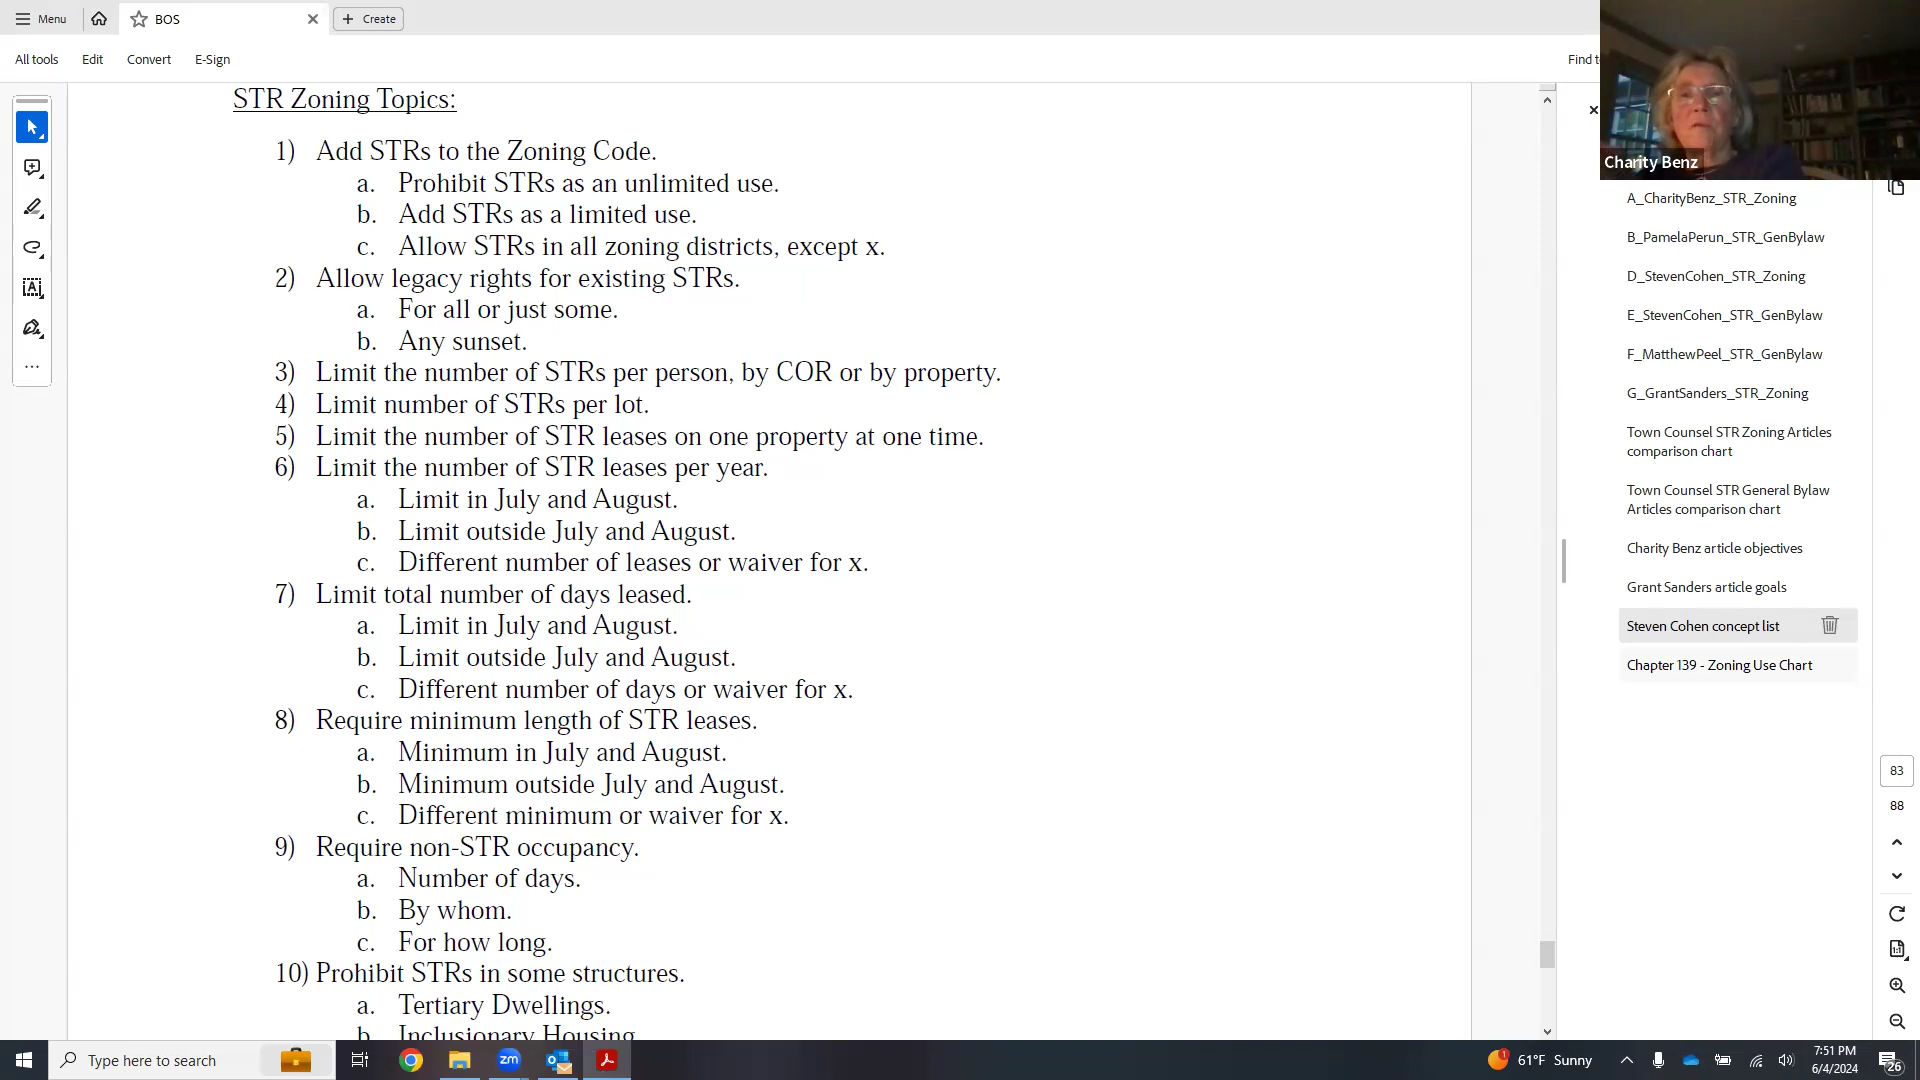 Menu
BOS
Create
All tools
Edit
Convert
E-Sign
Find t
Charity Benz
STR Zoning Topics:
1) Add STRs to the Zoning Code.
a. Prohibit STRs as an unlimited use.
b. Add STRs as a limited use.
c. Allow STRs in all zoning districts, except x.
2) Allow legacy rights for existing STRs.
a. For all or just some.
b. Any sunset.
3) Limit the number of STRs per person, by COR or by property.
4) Limit number of STRs per lot.
5) Limit the number of STR leases on one property at one time.
6) Limit the number of STR leases per year.
a. Limit in July and August.
b. Limit outside July and August.
c. Different number of leases or waiver for x.
7) Limit total number of days leased.
a. Limit in July and August.
b. Limit outside July and August.
c. Different number of days or waiver for x.
8) Require minimum length of STR leases.
a. Minimum in July and August.
b. Minimum outside July and August.
c. Different minimum or waiver for x.
9) Require non-STR occupancy.
a. Number of days.
b. By whom.
c. For how long.
10) Prohibit STRs in some structures.
a. Tertiary Dwellings.
b. Inclusionary Housing
A_CharityBenz_STR_Zoning
B_PamelaPerun_STR_GenBylaw
D_StevenCohen_STR_Zoning
E_StevenCohen_STR_GenBylaw
F_MatthewPeel_STR_GenBylaw
G_GrantSanders_STR_Zoning
Town Counsel STR Zoning Articles
comparison chart
Town Counsel STR General Bylaw
Articles comparison chart
Charity Benz article objectives
Grant Sanders article goals
Steven Cohen concept list
Chapter 139 - Zoning Use Chart
83
88
Type here to search
zm
1
61°F Sunny
7:51 PM
6/4/2024
26